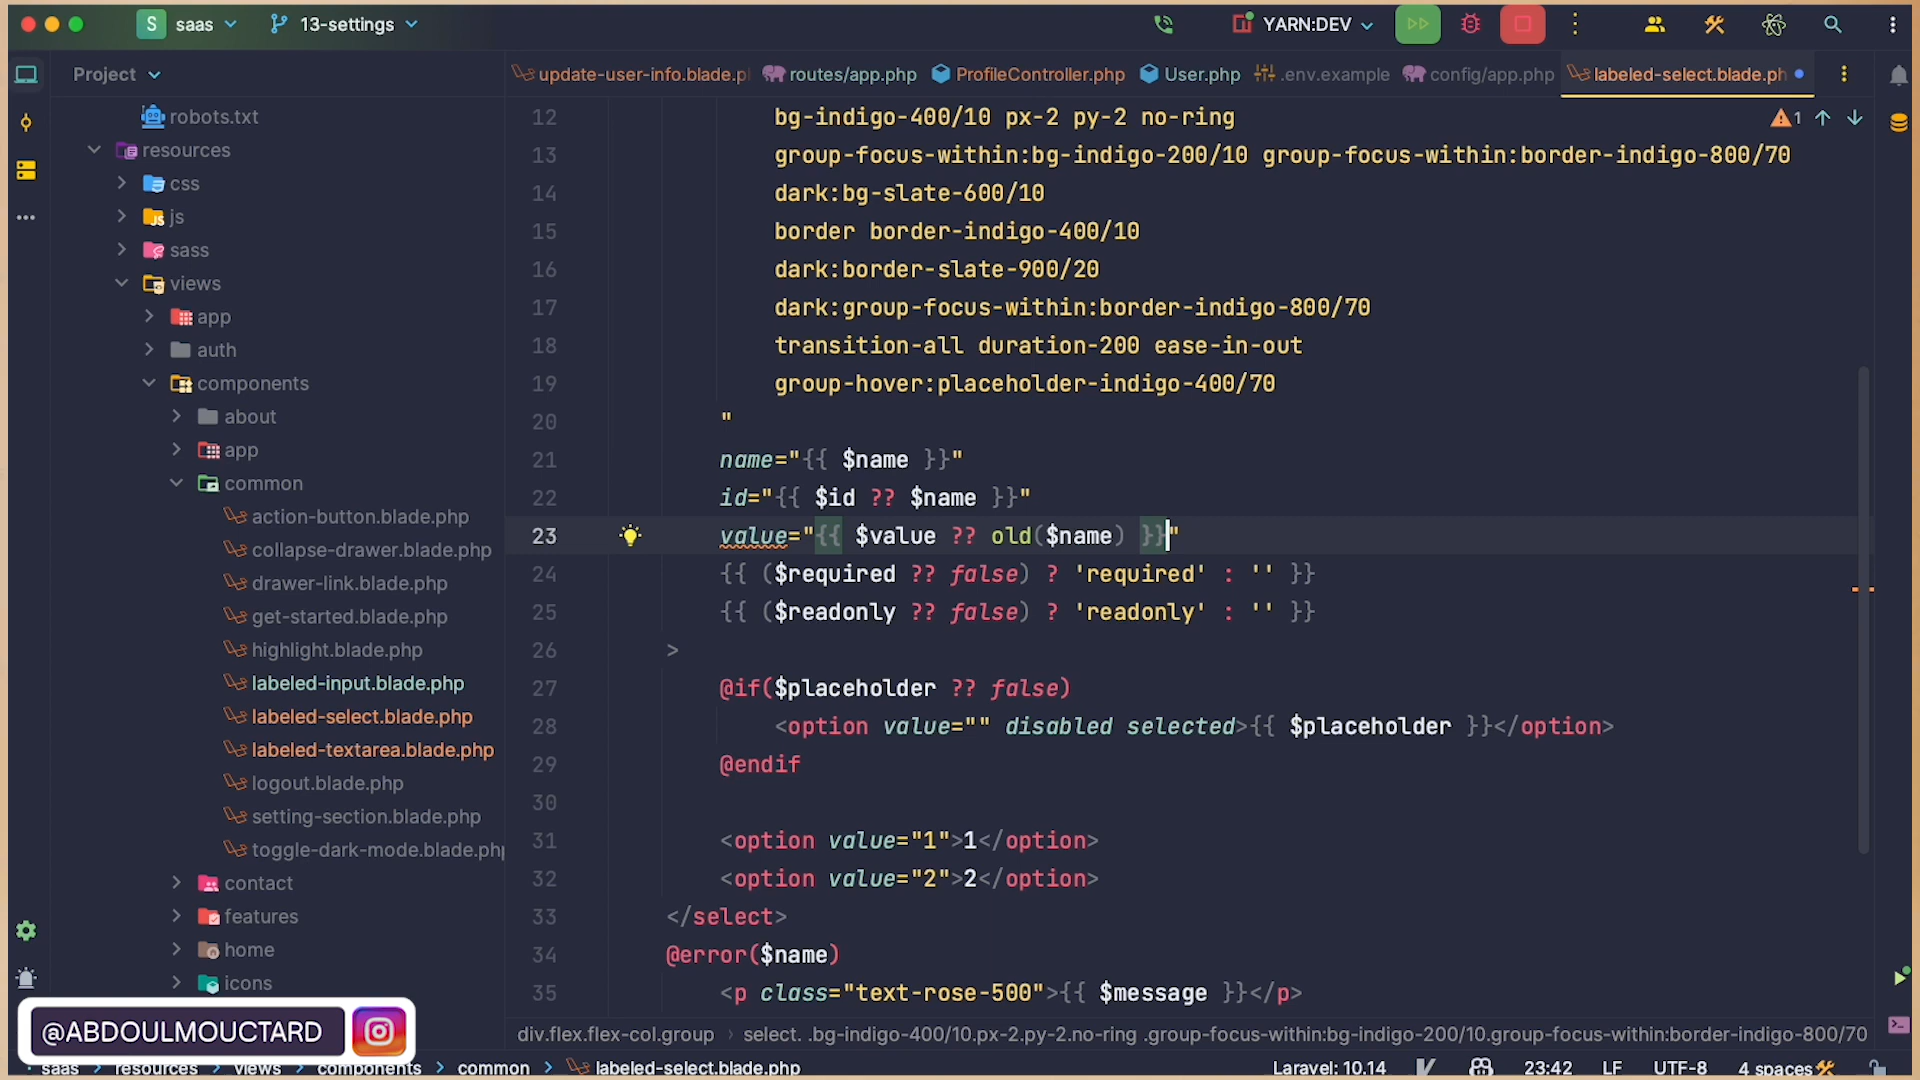 S saas 13-settings YARN:DEV
Project
update-user-info.blade.p routes/app.php ProfileController.php User.php .env.example config/app.php labeled-select.blade.ph
robots.txt
resources
css
js
sass
views
app
auth
components
about
app
common
action-button.blade.php
collapse-drawer.blade.php
drawer-link.blade.php
get-started.blade.php
highlight.blade.php
labeled-input.blade.php
labeled-select.blade.php
labeled-textarea.blade.php
logout.blade.php
setting-section.blade.php
toggle-dark-mode.blade.php
contact
features
home
icons
1
12 bg-indigo-400/10 px-2 py-2 no-ring
13 group-focus-within:bg-indigo-200/10 group-focus-within:border-indigo-800/70
14 dark:bg-slate-600/10
15 border border-indigo-400/10
16 dark:border-slate-900/20
17 dark:group-focus-within:border-indigo-800/70
18 transition-all duration-200 ease-in-out
19 group-hover:placeholder-indigo-400/70
20 "
21 name="{{ $name }}"
22 id="{{ $id ?? $name }}"
23 value="{{ $value ?? old($name) }}"
24 {{ ($required ?? false) ? 'required' : '' }}
25 {{ ($readonly ?? false) ? 'readonly' : '' }}
26 >
27 @if($placeholder ?? false)
28 <option value="" disabled selected>{{ $placeholder }}</option>
29 @endif
30
31 <option value="1">1</option>
32 <option value="2">2</option>
33 </select>
34 @error($name)
35 <p class="text-rose-500">{{ $message }}</p>
@ABDOULMOUCTARD
div.flex.flex-col.group › select. .bg-indigo-400/10.px-2.py-2.no-ring .group-focus-within:bg-indigo-200/10.group-focus-within:border-indigo-800/70
saas › resources › views › components › common › labeled-select.blade.php Laravel: 10.14 23:42 LF UTF-8 4 spaces